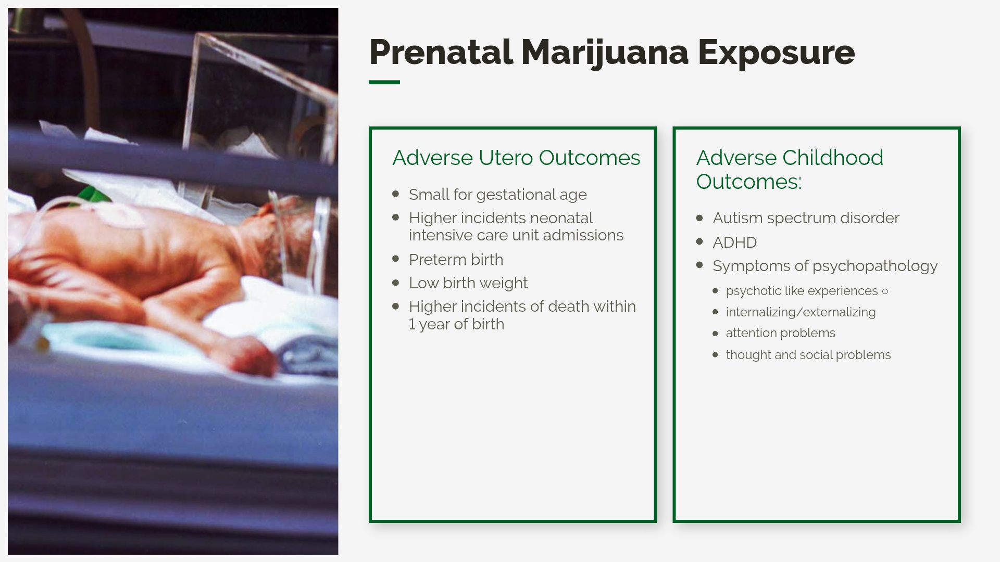 Prenatal Marijuana Exposure
Adverse Utero Outcomes
• Small for gestational age
• Higher incidents neonatal
intensive care unit admissions
• Preterm birth
• Low birth weight
• Higher incidents of death within
1 year of birth
Adverse Childhood
Outcomes:
• Autism spectrum disorder
• ADHD
• Symptoms of psychopathology
• psychotic like experiences ○
• internalizing/externalizing
• attention problems
• thought and social problems